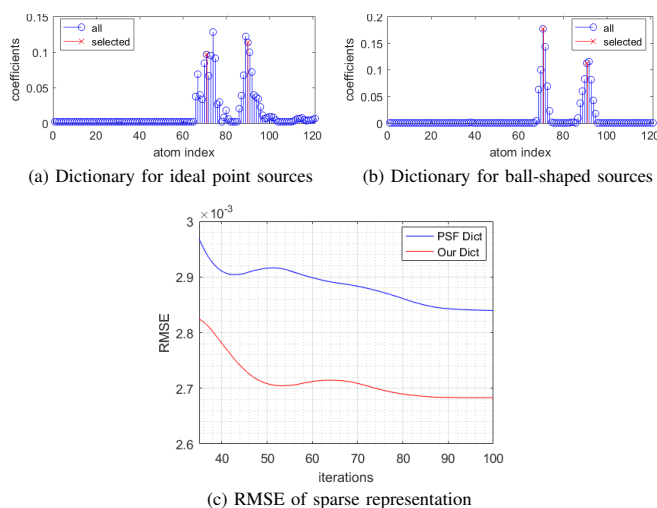 0.15
0.1
0.05
0
coefficients
0 20 40 60 80 100 120
atom index
all
selected
(a) Dictionary for ideal point sources
0.2
0.15
0.1
0.05
0
coefficients
0 20 40 60 80 100 120
atom index
all
selected
(b) Dictionary for ball-shaped sources
×10⁻³
3
2.9
2.8
2.7
2.6
RMSE
40 50 60 70 80 90 100
iterations
PSF Dict
Our Dict
(c) RMSE of sparse representation